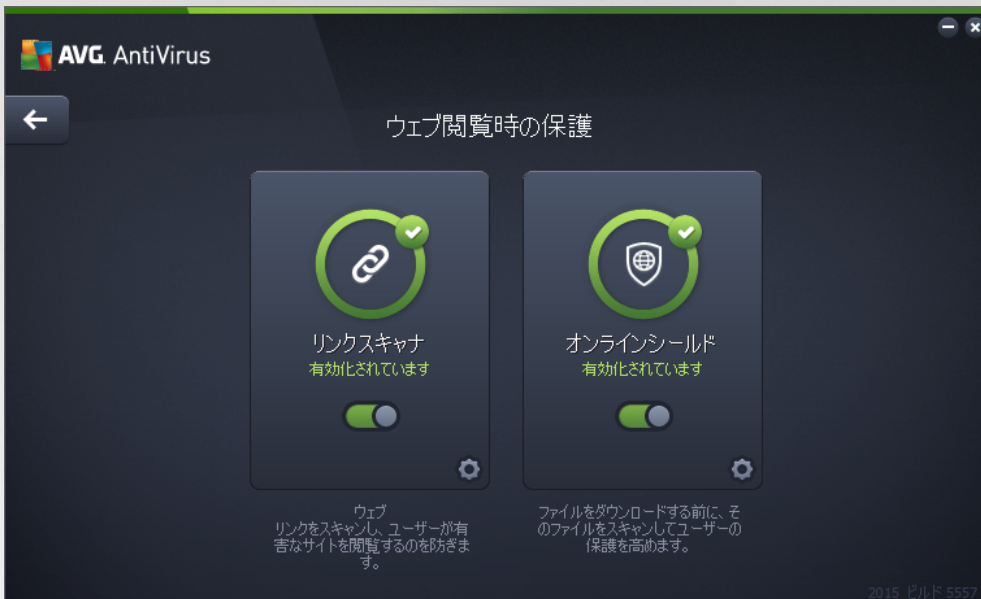 AVG. AntiVirus
ウェブ閲覧時の保護
リンクスキャナ
有効化されています
ウェブ
リンクをスキャンし、ユーザーが有
害なサイトを閲覧するのを防ぎま
す。
オンラインシールド
有効化されています
ファイルをダウンロードする前に、そ
のファイルをスキャンしてユーザーの
保護を高めます。
2015 ビルド 5557